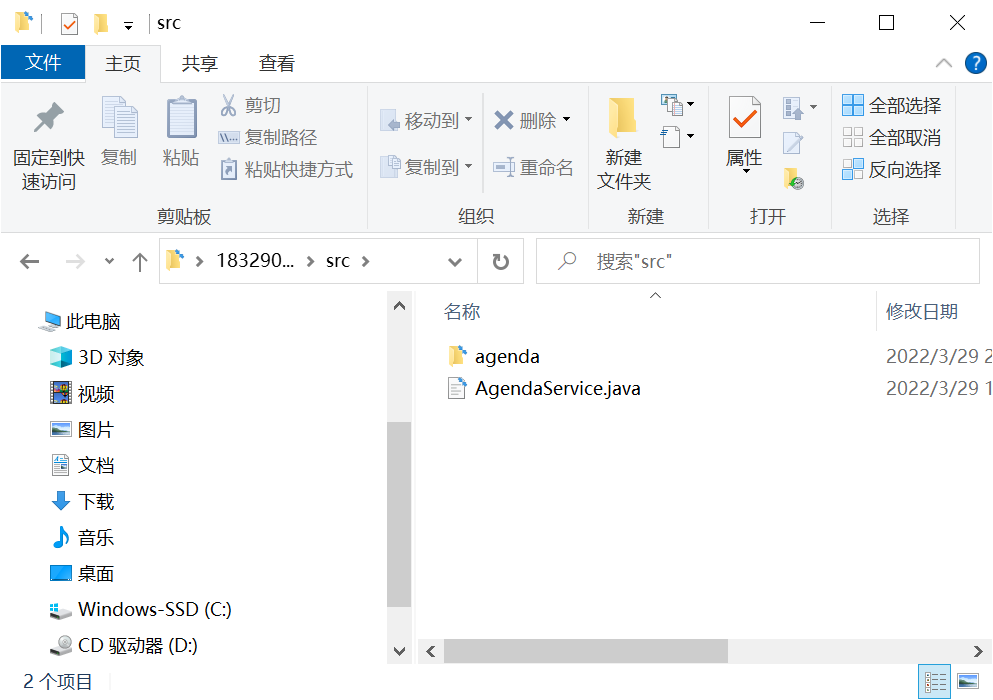 src
文件 主页 共享 查看
固定到快速访问
复制
粘贴
剪切
复制路径
粘贴快捷方式
剪贴板
移动到
复制到
删除
重命名
组织
新建
文件夹
新建
属性
打开
全部选择
全部取消
反向选择
选择
183290... src
搜索"src"
此电脑
3D 对象
视频
图片
文档
下载
音乐
桌面
Windows-SSD (C:)
CD 驱动器 (D:)
名称 修改日期
agenda 2022/3/29 2
AgendaService.java 2022/3/29 1
2 个项目